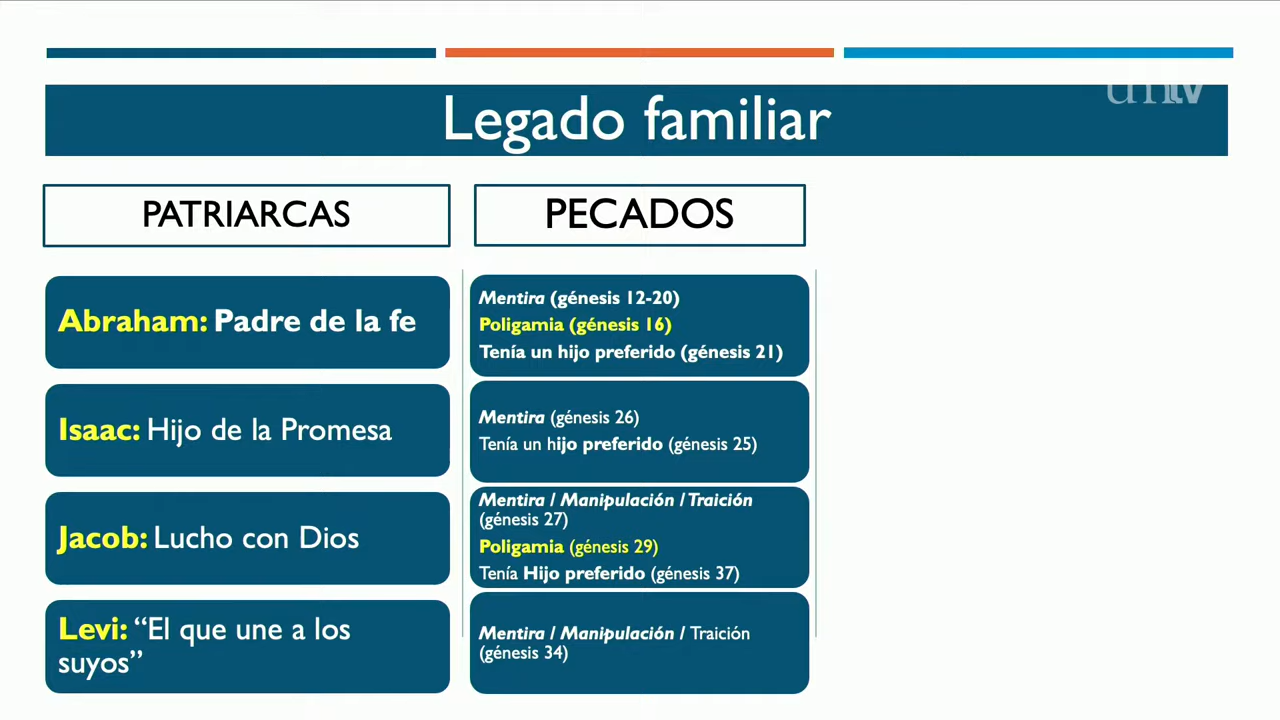 untv
Legado familiar
PATRIARCAS
PECADOS
Abraham: Padre de la fe
Mentira (génesis 12-20)
Poligamia (génesis 16)
Tenía un hijo preferido (génesis 21)
Isaac: Hijo de la Promesa
Mentira (génesis 26)
Tenía un hijo preferido (génesis 25)
Jacob: Lucho con Dios
Mentira / Manipulación / Traición
(génesis 27)
Poligamia (génesis 29)
Tenía Hijo preferido (génesis 37)
Levi: “El que une a los
suyos”
Mentira / Manipulación / Traición
(génesis 34)